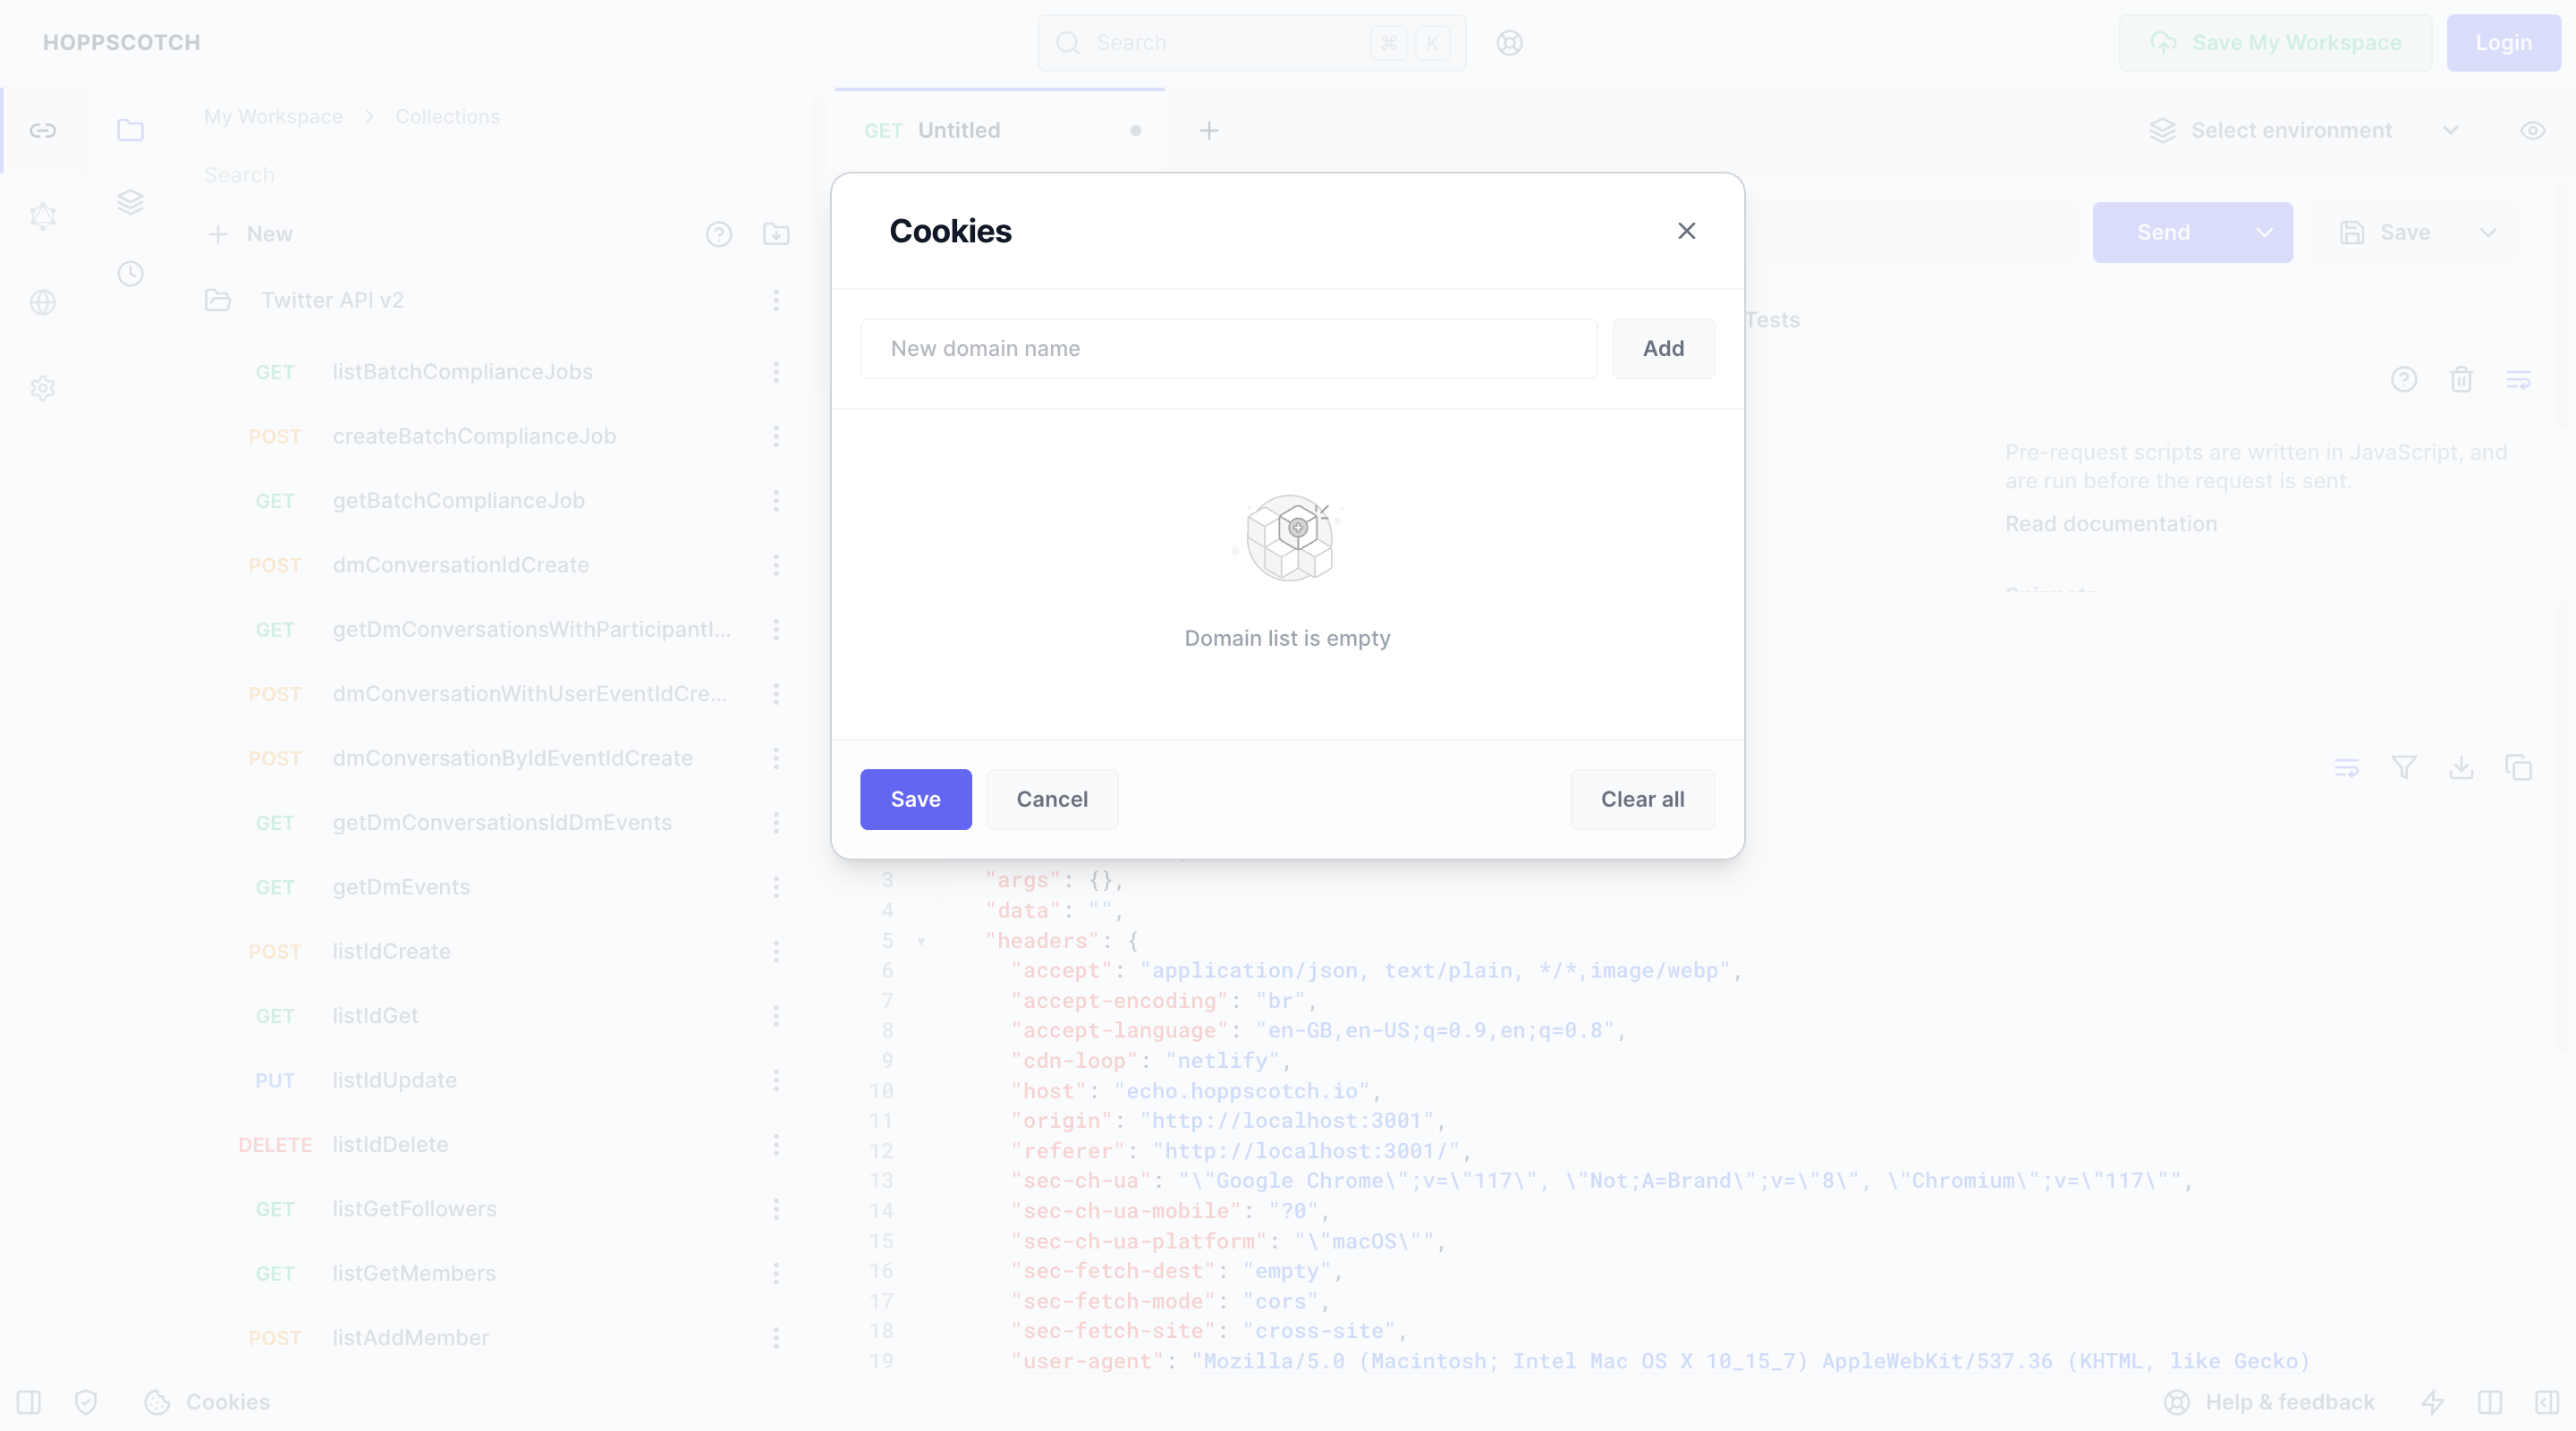 HOPPSCOTCH
Search
⌘ K
Save My Workspace
Login
My Workspace > Collections
Search
New
Twitter API v2
GET listBatchComplianceJobs
POST createBatchComplianceJob
GET getBatchComplianceJob
POST dmConversationIdCreate
GET getDmConversationsWithParticipantI...
POST dmConversationWithUserEventIdCre...
POST dmConversationByIdEventIdCreate
GET getDmConversationsIdDmEvents
GET getDmEvents
POST listIdCreate
GET listIdGet
PUT listIdUpdate
DELETE listIdDelete
GET listGetFollowers
GET listGetMembers
POST listAddMember
GET Untitled
Select environment
Send
Save
Tests
Pre-request scripts are written in JavaScript, and
are run before the request is sent.
Read documentation
Cookies
New domain name
Add
Domain list is empty
Save
Cancel
Clear all
3 "args": {},
4 "data": "",
5 "headers": {
6 "accept": "application/json, text/plain, */*,image/webp",
7 "accept-encoding": "br",
8 "accept-language": "en-GB,en-US;q=0.9,en;q=0.8",
9 "cdn-loop": "netlify",
10 "host": "echo.hoppscotch.io",
11 "origin": "http://localhost:3001",
12 "referer": "http://localhost:3001/",
13 "sec-ch-ua": "\"Google Chrome\";v=\"117\", \"Not;A=Brand\";v=\"8\", \"Chromium\";v=\"117\"",
14 "sec-ch-ua-mobile": "?0",
15 "sec-ch-ua-platform": "\"macOS\"",
16 "sec-fetch-dest": "empty",
17 "sec-fetch-mode": "cors",
18 "sec-fetch-site": "cross-site",
19 "user-agent": "Mozilla/5.0 (Macintosh; Intel Mac OS X 10_15_7) AppleWebKit/537.36 (KHTML, like Gecko)
Cookies
Help & feedback